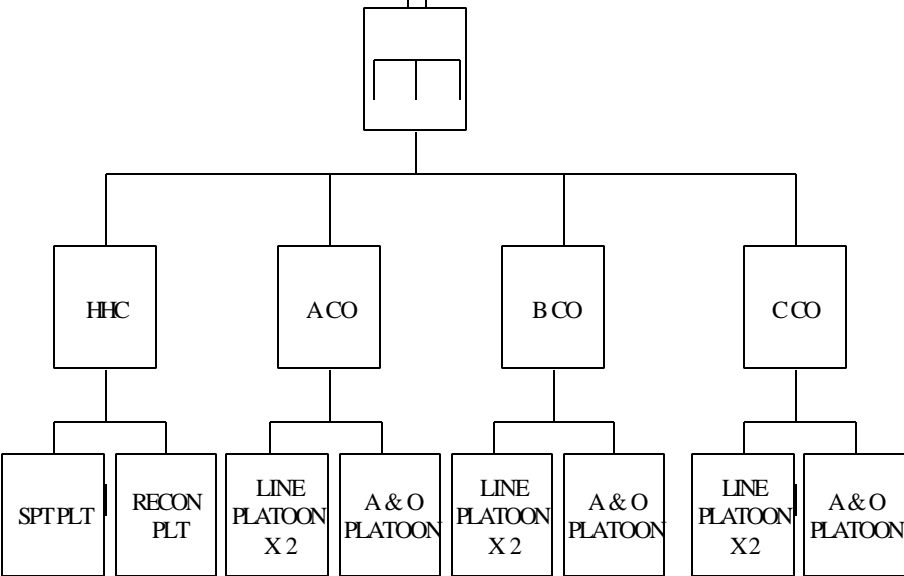 HHC
A CO
B CO
C CO
SPT PLT
RECON
PLT
LINE
PLATOON
X 2
A & O
PLATOON
LINE
PLATOON
X 2
A & O
PLATOON
LINE
PLATOON
X 2
A & O
PLATOON